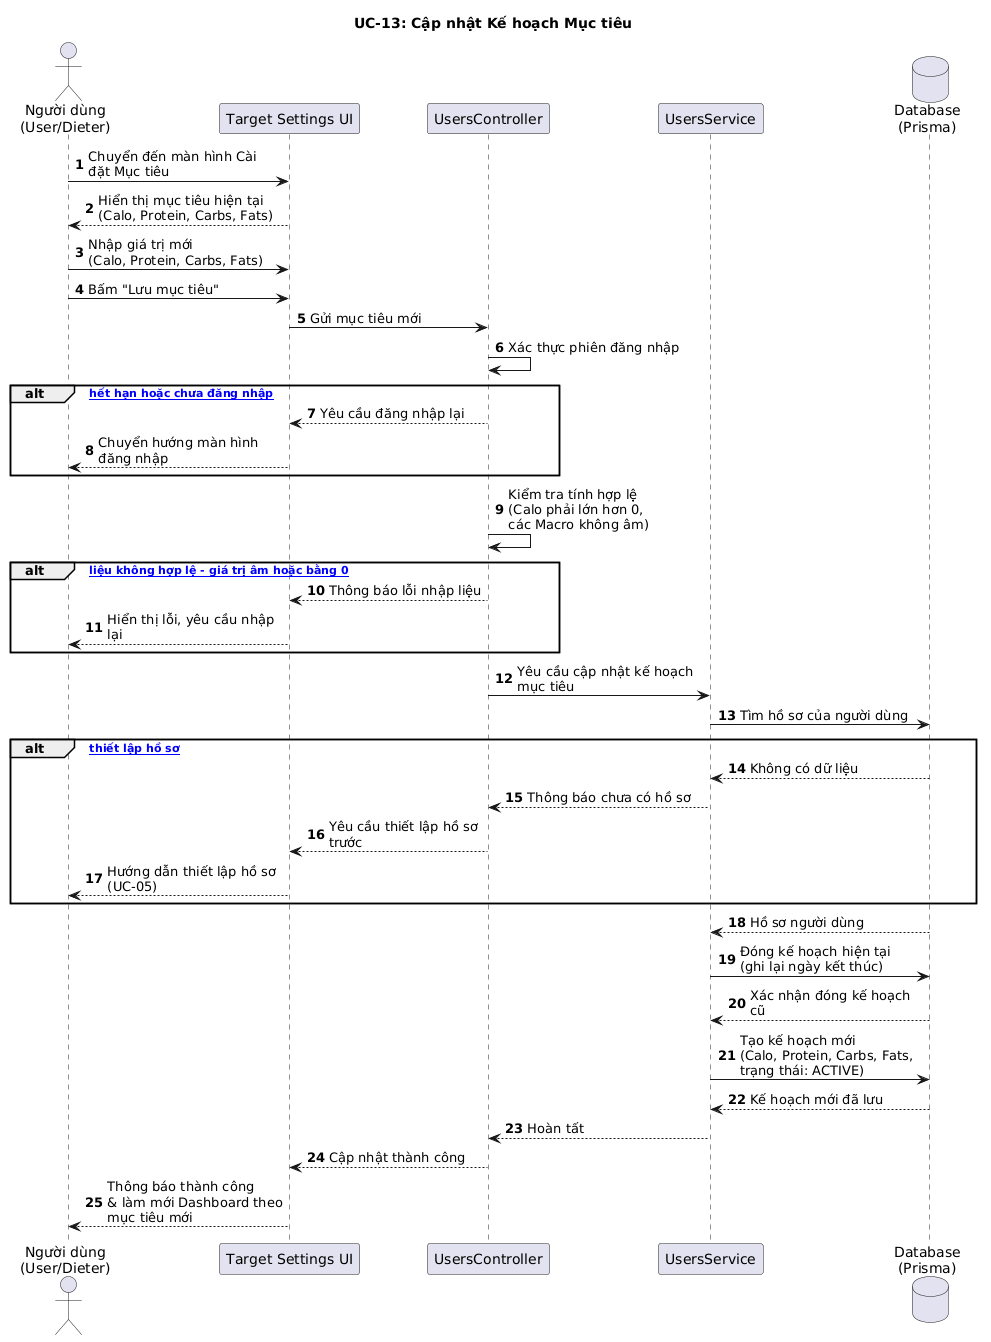 UC-13: Cập nhật Kế hoạch Mục tiêu
Người dùng
(User/Dieter)
Target Settings UI
UsersController
UsersService
Database
(Prisma)
1 Chuyển đến màn hình Cài
đặt Mục tiêu
2 Hiển thị mục tiêu hiện tại
(Calo, Protein, Carbs, Fats)
3 Nhập giá trị mới
(Calo, Protein, Carbs, Fats)
4 Bấm "Lưu mục tiêu"
5 Gửi mục tiêu mới
6 Xác thực phiên đăng nhập
alt hết hạn hoặc chưa đăng nhập
7 Yêu cầu đăng nhập lại
8 Chuyển hướng màn hình
đăng nhập
9 Kiểm tra tính hợp lệ
(Calo phải lớn hơn 0,
các Macro không âm)
alt liệu không hợp lệ - giá trị âm hoặc bằng 0
10 Thông báo lỗi nhập liệu
11 Hiển thị lỗi, yêu cầu nhập
lại
12 Yêu cầu cập nhật kế hoạch
mục tiêu
13 Tìm hồ sơ của người dùng
alt thiết lập hồ sơ
14 Không có dữ liệu
15 Thông báo chưa có hồ sơ
16 Yêu cầu thiết lập hồ sơ
trước
17 Hướng dẫn thiết lập hồ sơ
(UC-05)
18 Hồ sơ người dùng
19 Đóng kế hoạch hiện tại
(ghi lại ngày kết thúc)
20 Xác nhận đóng kế hoạch
cũ
21 Tạo kế hoạch mới
(Calo, Protein, Carbs, Fats,
trạng thái: ACTIVE)
22 Kế hoạch mới đã lưu
23 Hoàn tất
24 Cập nhật thành công
25 Thông báo thành công
& làm mới Dashboard theo
mục tiêu mới
Người dùng
(User/Dieter)
Target Settings UI
UsersController
UsersService
Database
(Prisma)